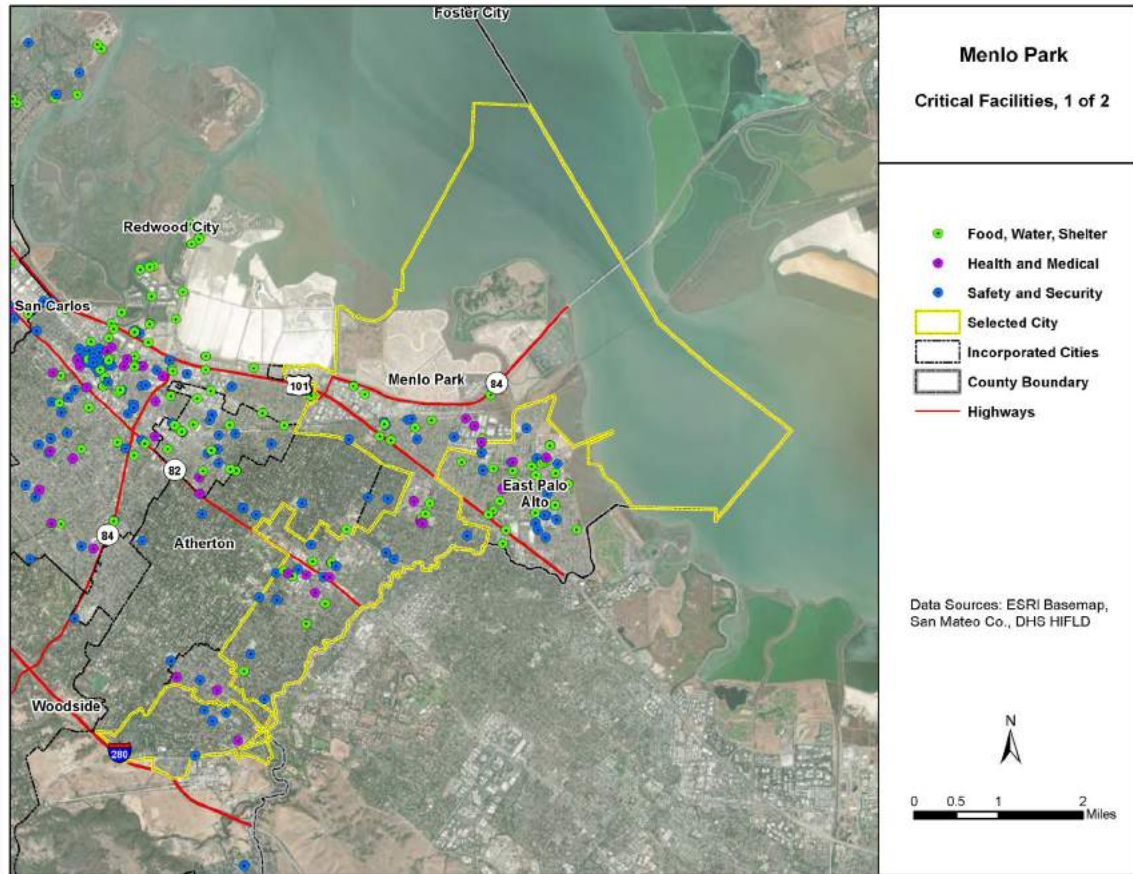 Menlo Park
Critical Facilities, 1 of 2
Food, Water, Shelter
Health and Medical
Safety and Security
Selected City
Incorporated Cities
County Boundary
Highways
Data Sources: ESRI Basemap,
San Mateo Co., DHS HIFLD
N
0 0.5 1 2
Miles
Foster City
Redwood City
San Carlos
Menlo Park
84
101
82
East Palo
Alto
84
Atherton
Woodside
280